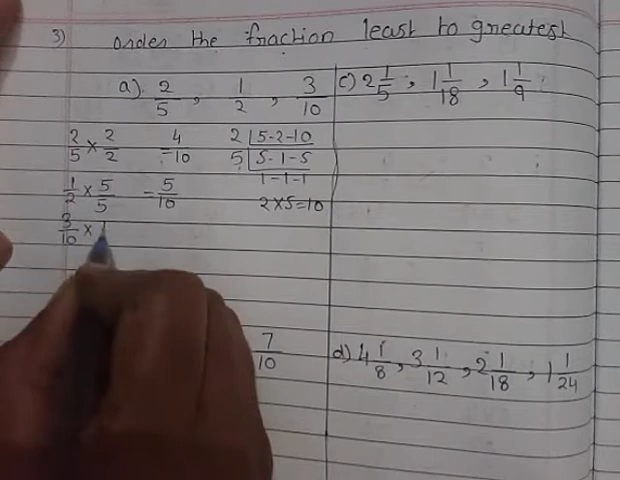 3) order the fraction least to greatest
a) 2/5, 1/2, 3/10
c) 2 1/5, 1 1/18, 1 1/9
2/5 × 2/2 = 4/10
2 | 5-2-10
5 | 5-1-5
1-1-1
1/2 × 5/5 = 5/10
2×5=10
3/10 × 1
7/10
d) 4 1/8, 3 1/12, 2 1/18, 1 1/24